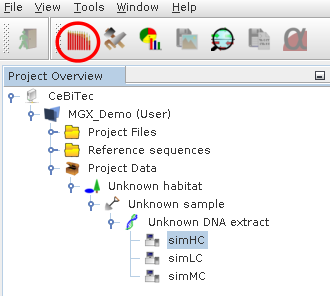 View Tools Window Help
Project Overview
CeBiTec
MGX_Demo (User)
Project Files
Reference sequences
Project Data
Unknown habitat
Unknown sample
Unknown DNA extract
simHC
simLC
simMC